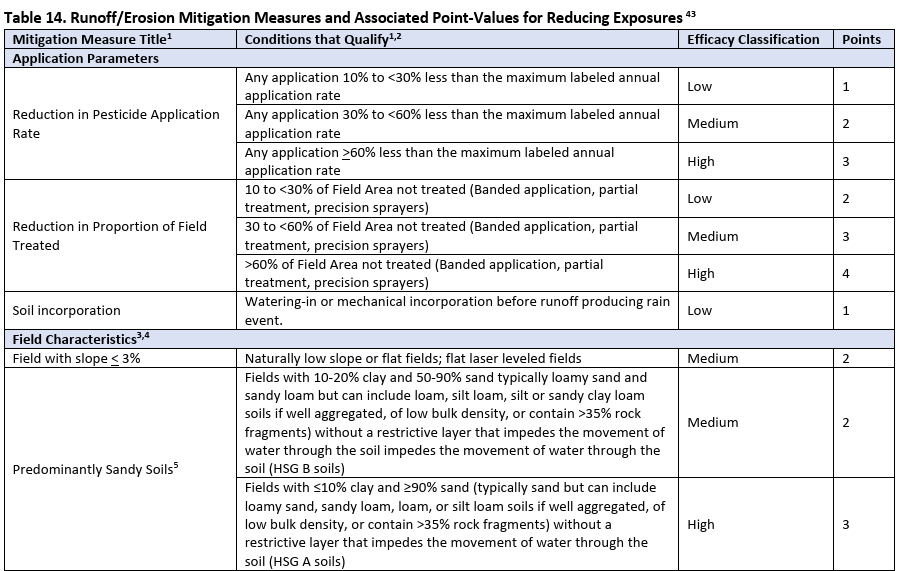 Table 14. Runoff/Erosion Mitigation Measures and Associated Point-Values for Reducing Exposures 43
Mitigation Measure Title1 Conditions that Qualify1,2 Efficacy Classification Points
Application Parameters
Reduction in Pesticide Application
Rate
Any application 10% to <30% less than the maximum labeled annual
application rate
Low 1
Any application 30% to <60% less than the maximum labeled annual
application rate
Medium 2
Any application ≥60% less than the maximum labeled annual
application rate
High 3
Reduction in Proportion of Field
Treated
10 to <30% of Field Area not treated (Banded application, partial
treatment, precision sprayers)
Low 2
30 to <60% of Field Area not treated (Banded application, partial
treatment, precision sprayers)
Medium 3
>60% of Field Area not treated (Banded application, partial
treatment, precision sprayers)
High 4
Soil incorporation
Watering-in or mechanical incorporation before runoff producing rain
event.
Low 1
Field Characteristics3,4
Field with slope ≤ 3% Naturally low slope or flat fields; flat laser leveled fields Medium 2
Predominantly Sandy Soils5
Fields with 10-20% clay and 50-90% sand typically loamy sand and
sandy loam but can include loam, silt loam, silt or sandy clay loam
soils if well aggregated, of low bulk density, or contain >35% rock
fragments) without a restrictive layer that impedes the movement of
water through the soil impedes the movement of water through the
soil (HSG B soils)
Medium 2
Fields with ≤10% clay and ≥90% sand (typically sand but can include
loamy sand, sandy loam, loam, or silt loam soils if well aggregated, of
low bulk density, or contain >35% rock fragments) without a
restrictive layer that impedes the movement of water through the
soil (HSG A soils)
High 3